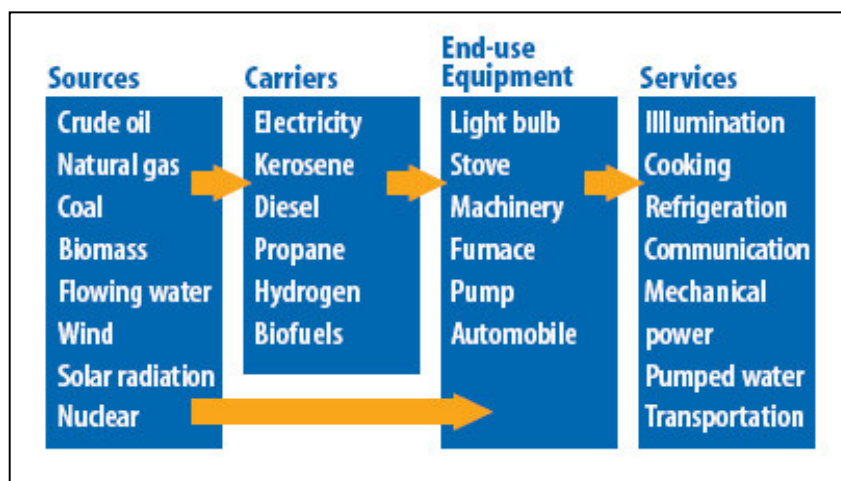 Sources
Crude oil
Natural gas
Coal
Biomass
Flowing water
Wind
Solar radiation
Nuclear
Carriers
Electricity
Kerosene
Diesel
Propane
Hydrogen
Biofuels
End-use
Equipment
Light bulb
Stove
Machinery
Furnace
Pump
Automobile
Services
Illlumination
Cooking
Refrigeration
Communication
Mechanical
power
Pumped water
Transportation